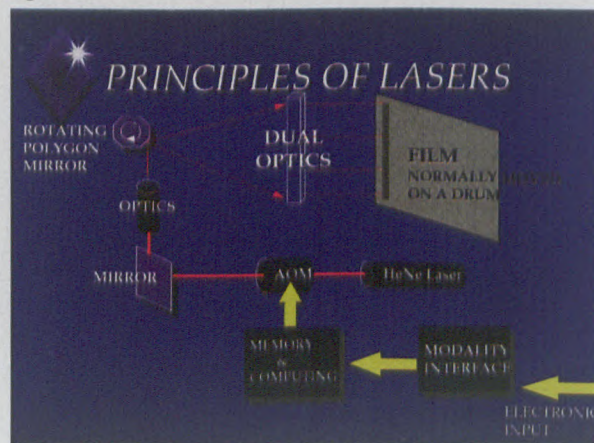 PRINCIPLES OF LASERS
ROTATING
POLYGON
MIRROR
DUAL
OPTICS
FILM
NORMALLY
ON A DRUM
OPTICS
MIRROR
AOM
HeNe Laser
MEMORY
&
COMPUTING
MODALITY
INTERFACE
ELECTRONIC
INPUT